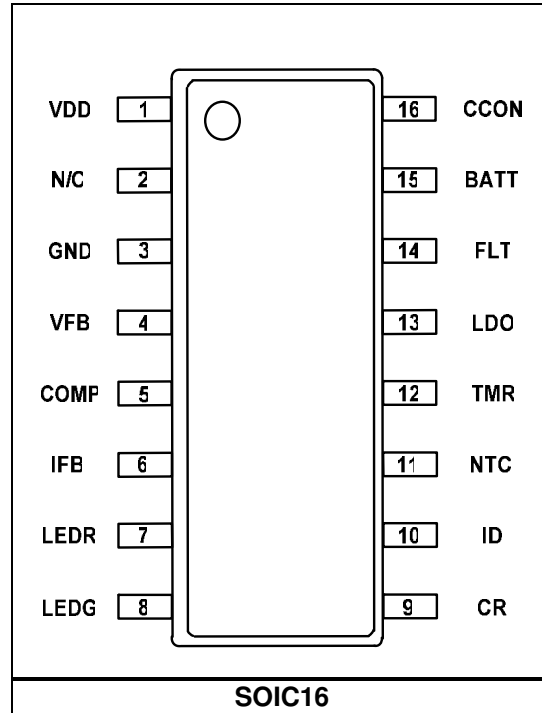 VDD 1 16 CCON
N/C 2 15 BATT
GND 3 14 FLT
VFB 4 13 LDO
COMP 5 12 TMR
IFB 6 11 NTC
LEDR 7 10 ID
LEDG 8 9 CR
SOIC16